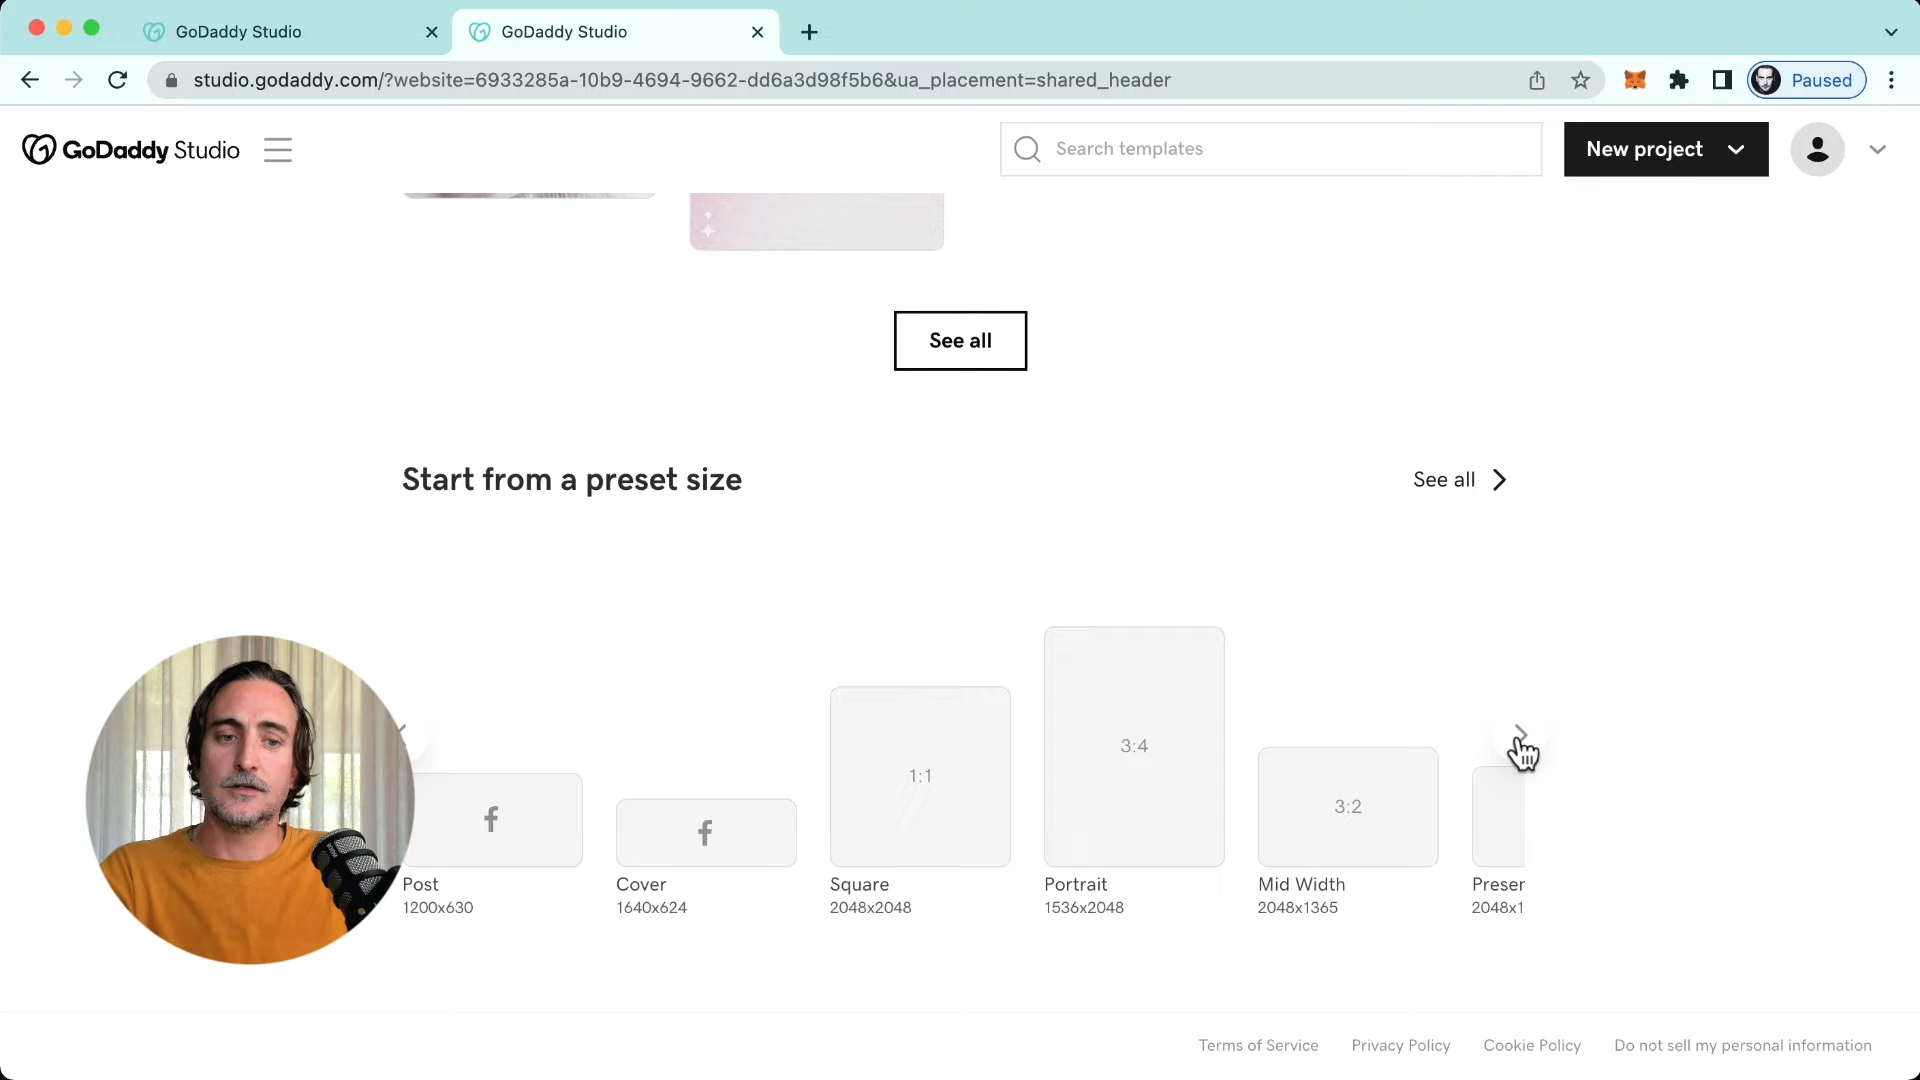 GoDaddy Studio
GoDaddy Studio
studio.godaddy.com/?website=6933285a-10b9-4694-9662-dd6a3d98f5b6&ua_placement=shared_header
Paused
GoDaddy Studio
Search templates
New project
See all
Start from a preset size
See all
1:1
3:4
3:2
Post
1200x630
Cover
1640x624
Square
2048x2048
Portrait
1536x2048
Mid Width
2048x1365
Presen
2048x1
Terms of Service
Privacy Policy
Cookie Policy
Do not sell my personal information